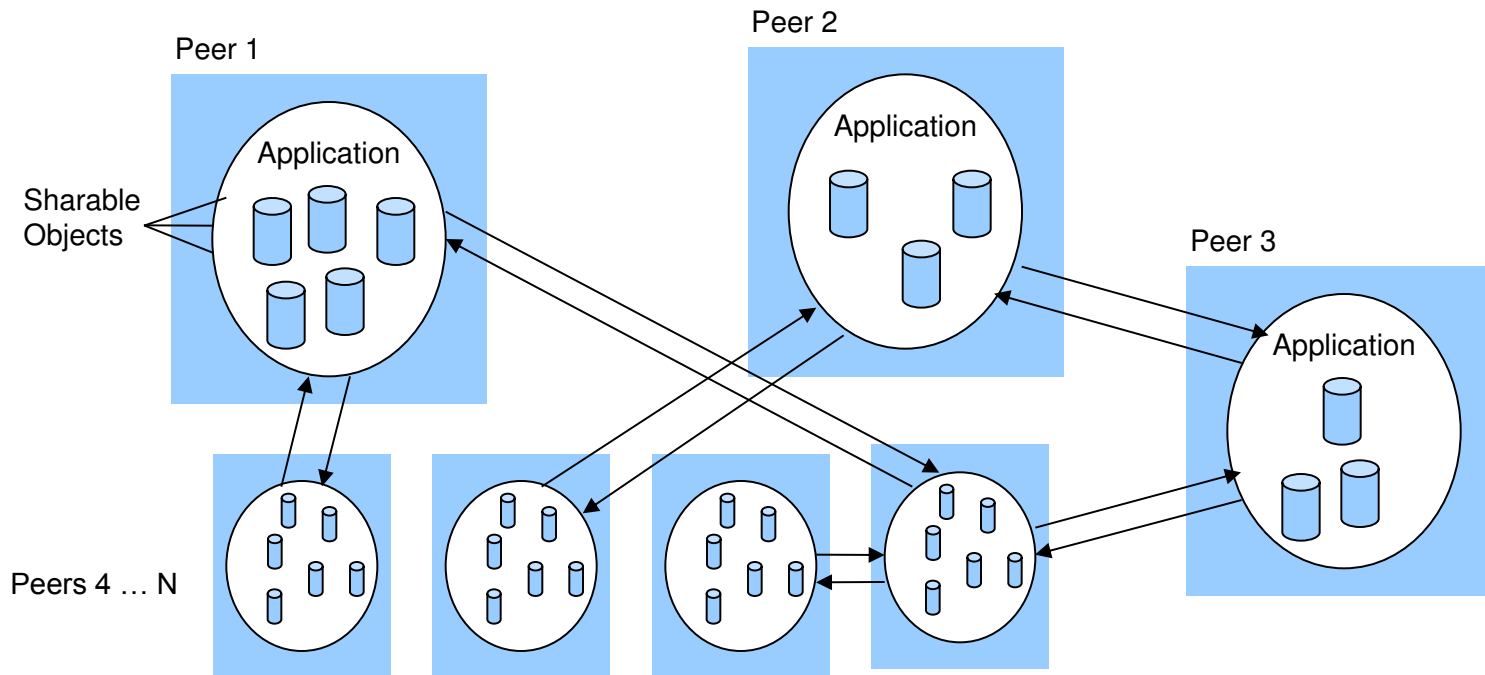 Peer 1
Peer 2
Application
Application
Sharable
Objects
Peer 3
Application
Peers 4 … N